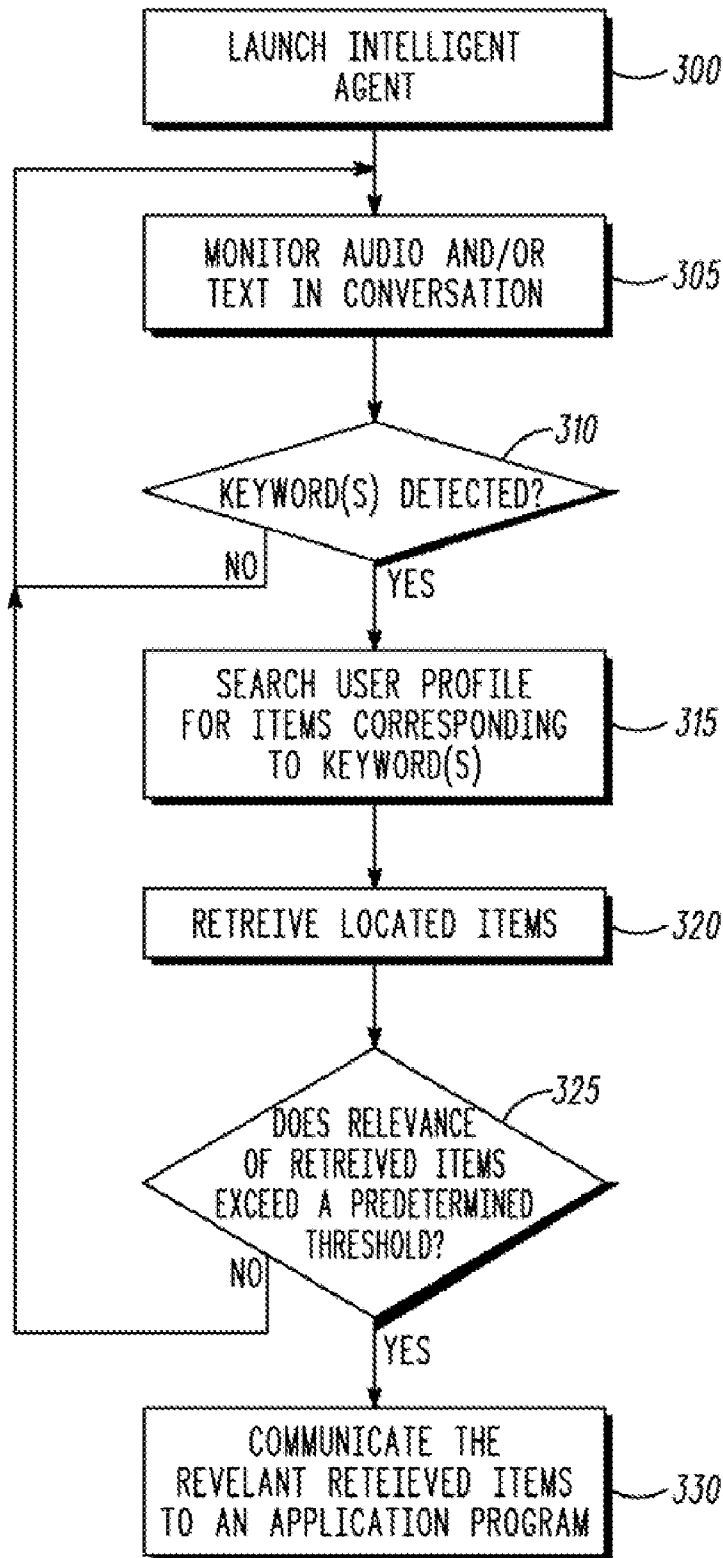 LAUNCH INTELLIGENT
AGENT
300
MONITOR AUDIO AND/OR
TEXT IN CONVERSATION
305
310
KEYWORD(S) DETECTED?
NO
YES
SEARCH USER PROFILE
FOR ITEMS CORRESPONDING
TO KEYWORD(S)
315
RETREIVE LOCATED ITEMS
320
325
DOES RELEVANCE
OF RETREIVED ITEMS
EXCEED A PREDETERMINED
THRESHOLD?
NO
YES
COMMUNICATE THE
REVELANT RETEIEVED ITEMS
TO AN APPLICATION PROGRAM
330